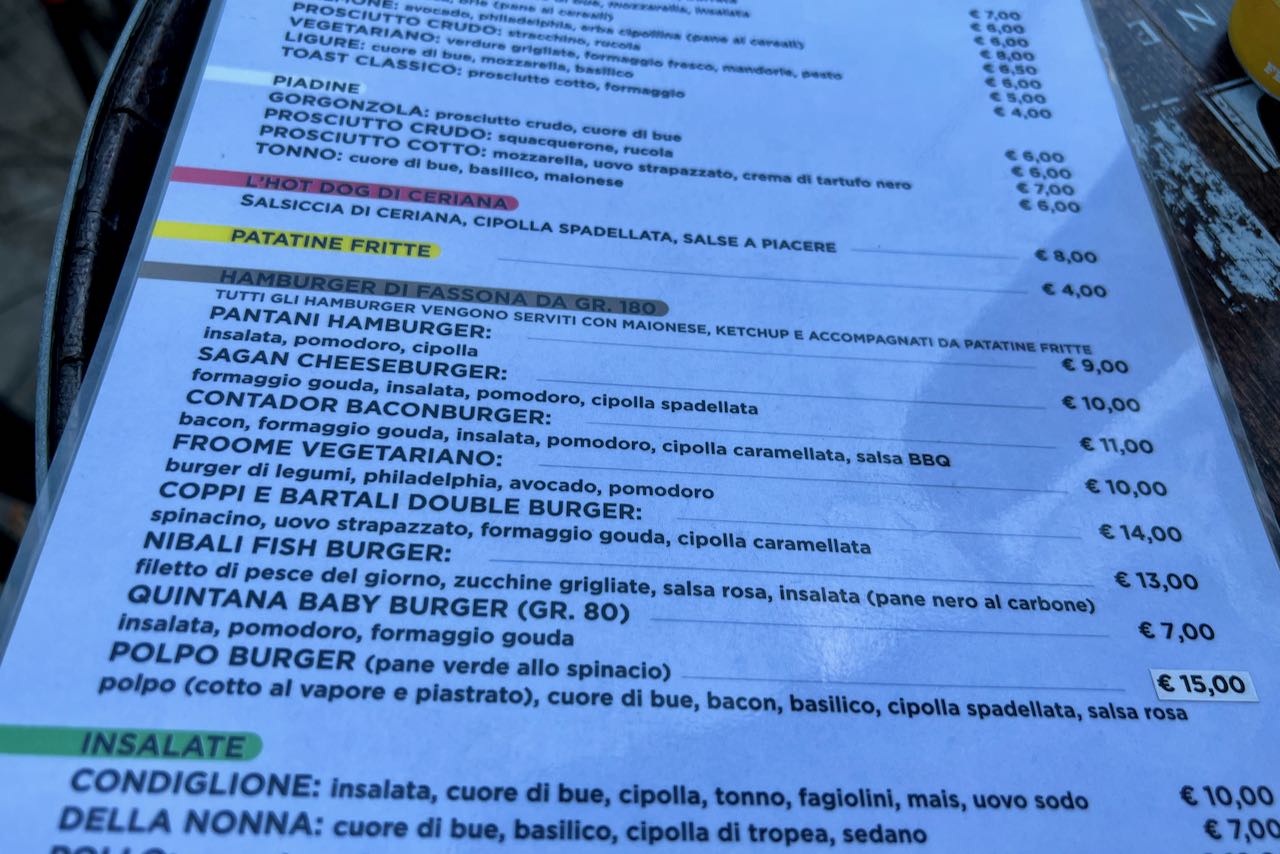 mozzarella, insalata € 7,00
avocado, philadelphia, erba cipollina (pane ai cereali) € 6,00
PROSCIUTTO CRUDO: stracchino, rucola € 6,00
VEGETARIANO: verdure grigliate, formaggio fresco, mandorle, pesto € 8,00
LIGURE: cuore di bue, mozzarella, basilico
TOAST CLASSICO: prosciutto cotto, formaggio
€ 6,50
€ 6,00
€ 5,00
€ 4,00
PIADINE
GORGONZOLA: prosciutto crudo, cuore di bue
PROSCIUTTO CRUDO: squacquerone, rucola € 6,00
PROSCIUTTO COTTO: mozzarella, uovo strapazzato, crema di tartufo nero € 6,00
TONNO: cuore di bue, basilico, maionese € 7,00
€ 6,00
L'HOT DOG DI CERIANA
SALSICCIA DI CERIANA, CIPOLLA SPADELLATA, SALSE A PIACERE € 8,00
PATATINE FRITTE € 4,00
HAMBURGER DI FASSONA DA GR. 180
TUTTI GLI HAMBURGER VENGONO SERVITI CON MAIONESE, KETCHUP E ACCOMPAGNATI DA PATATINE FRITTE
PANTANI HAMBURGER: € 9,00
insalata, pomodoro, cipolla
SAGAN CHEESEBURGER: € 10,00
formaggio gouda, insalata, pomodoro, cipolla spadellata
CONTADOR BACONBURGER: € 11,00
bacon, formaggio gouda, insalata, pomodoro, cipolla caramellata, salsa BBQ
FROOME VEGETARIANO: € 10,00
burger di legumi, philadelphia, avocado, pomodoro
COPPI E BARTALI DOUBLE BURGER: € 14,00
spinacino, uovo strapazzato, formaggio gouda, cipolla caramellata
NIBALI FISH BURGER: € 13,00
filetto di pesce del giorno, zucchine grigliate, salsa rosa, insalata (pane nero al carbone)
QUINTANA BABY BURGER (GR. 80) € 7,00
insalata, pomodoro, formaggio gouda
POLPO BURGER (pane verde allo spinacio) € 15,00
polpo (cotto al vapore e piastrato), cuore di bue, bacon, basilico, cipolla spadellata, salsa rosa
INSALATE
CONDIGLIONE: insalata, cuore di bue, cipolla, tonno, fagiolini, mais, uovo sodo € 10,00
DELLA NONNA: cuore di bue, basilico, cipolla di tropea, sedano € 7,00